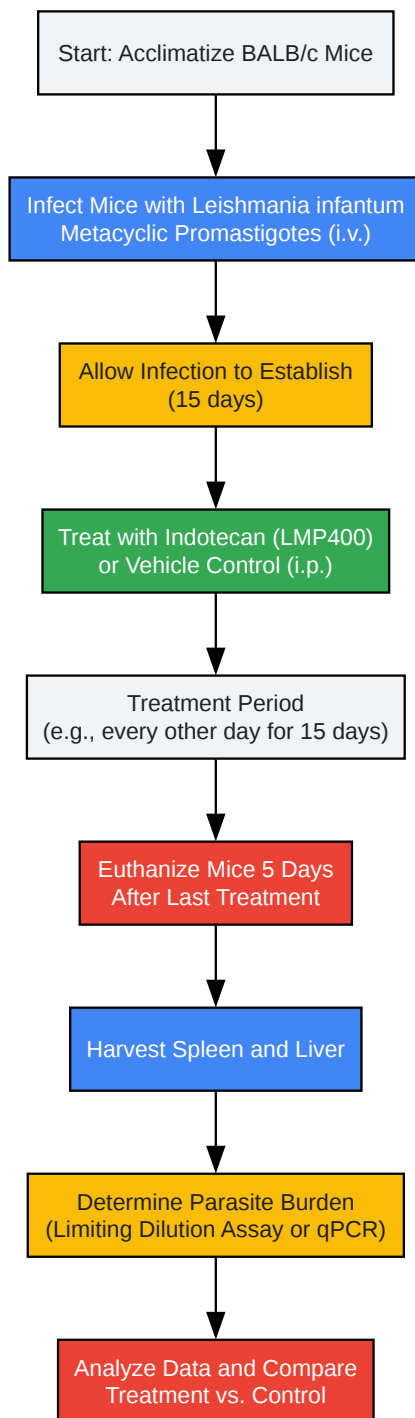 Start: Acclimatize BALB/c Mice
Infect Mice with Leishmania infantum
Metacyclic Promastigotes (i.v.)
Allow Infection to Establish
(15 days)
Treat with Indotecan (LMP400)
or Vehicle Control (i.p.)
Treatment Period
(e.g., every other day for 15 days)
Euthanize Mice 5 Days
After Last Treatment
Harvest Spleen and Liver
Determine Parasite Burden
(Limiting Dilution Assay or qPCR)
Analyze Data and Compare
Treatment vs. Control